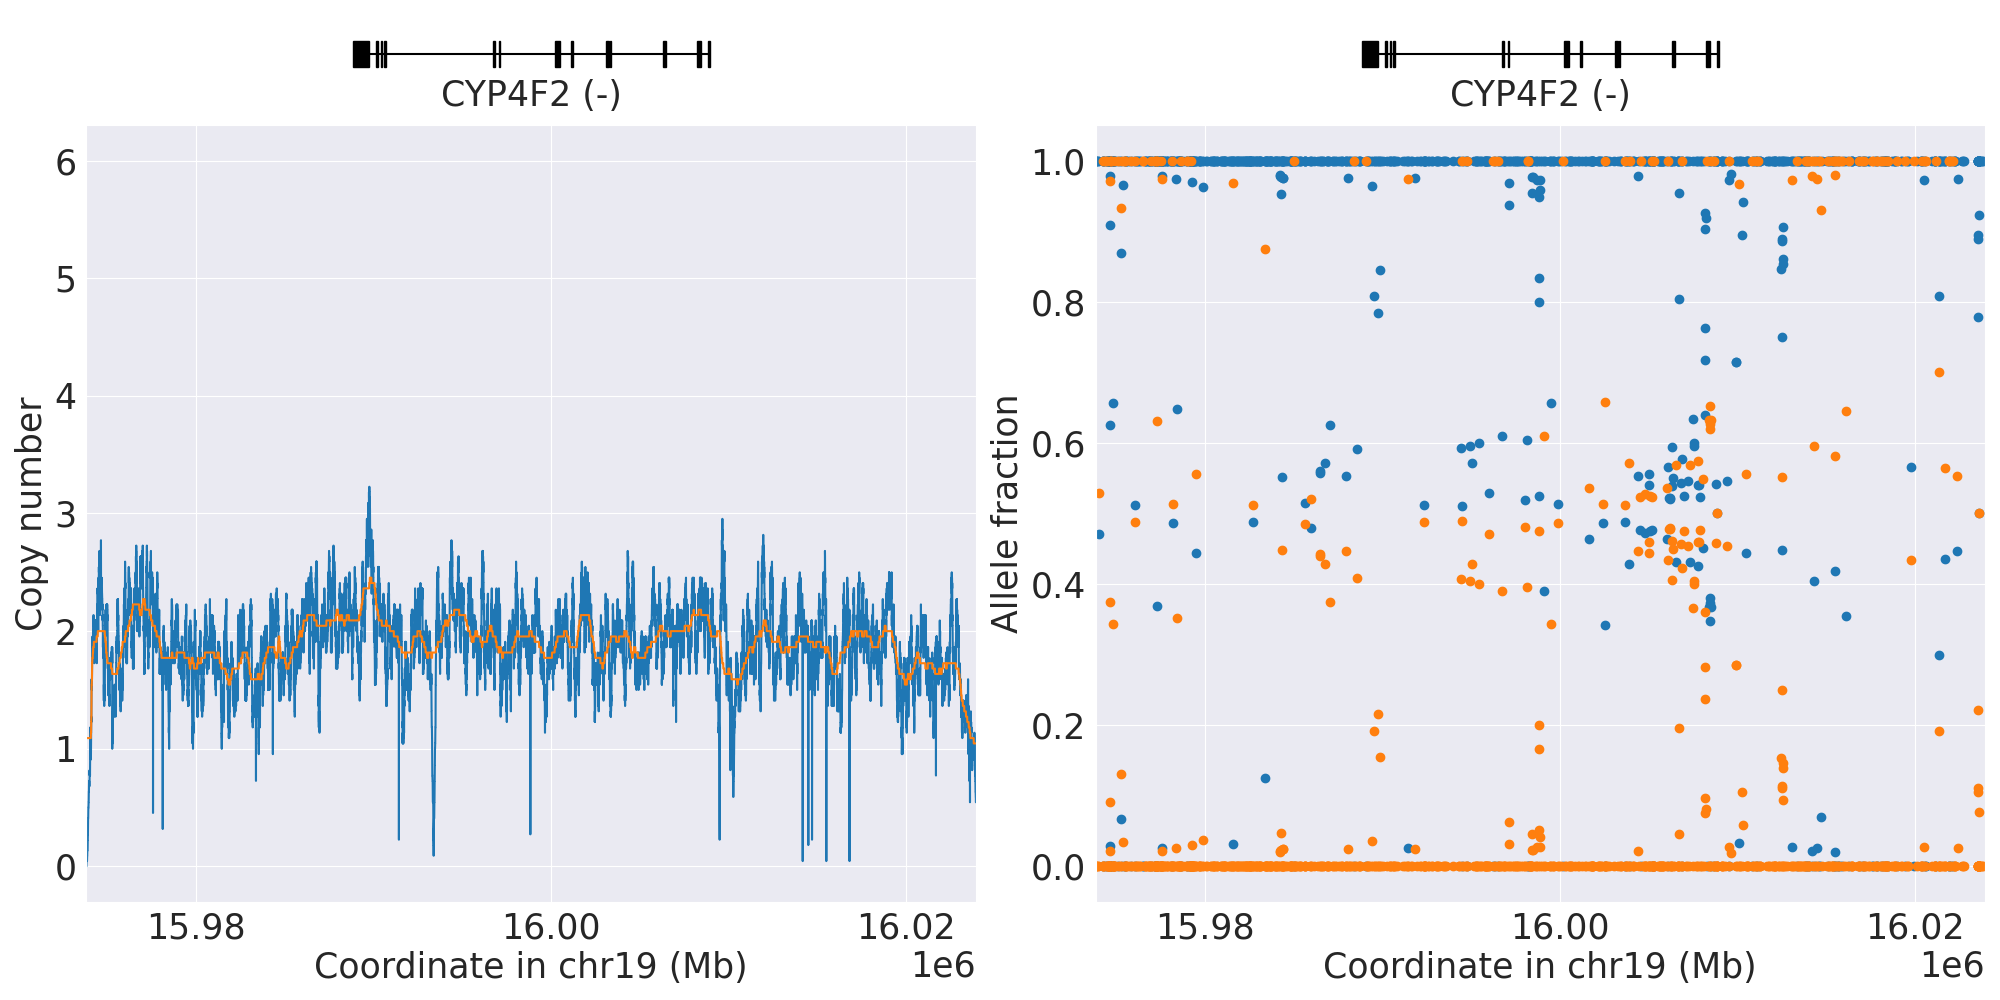 CYP4F2 (-)
6
5
4
3
2
1
0
Copy number
15.98
16.00
16.02
Coordinate in chr19 (Mb)
1e6
CYP4F2 (-)
1.0
0.8
0.6
0.4
0.2
0.0
Allele fraction
15.98
16.00
16.02
Coordinate in chr19 (Mb)
1e6